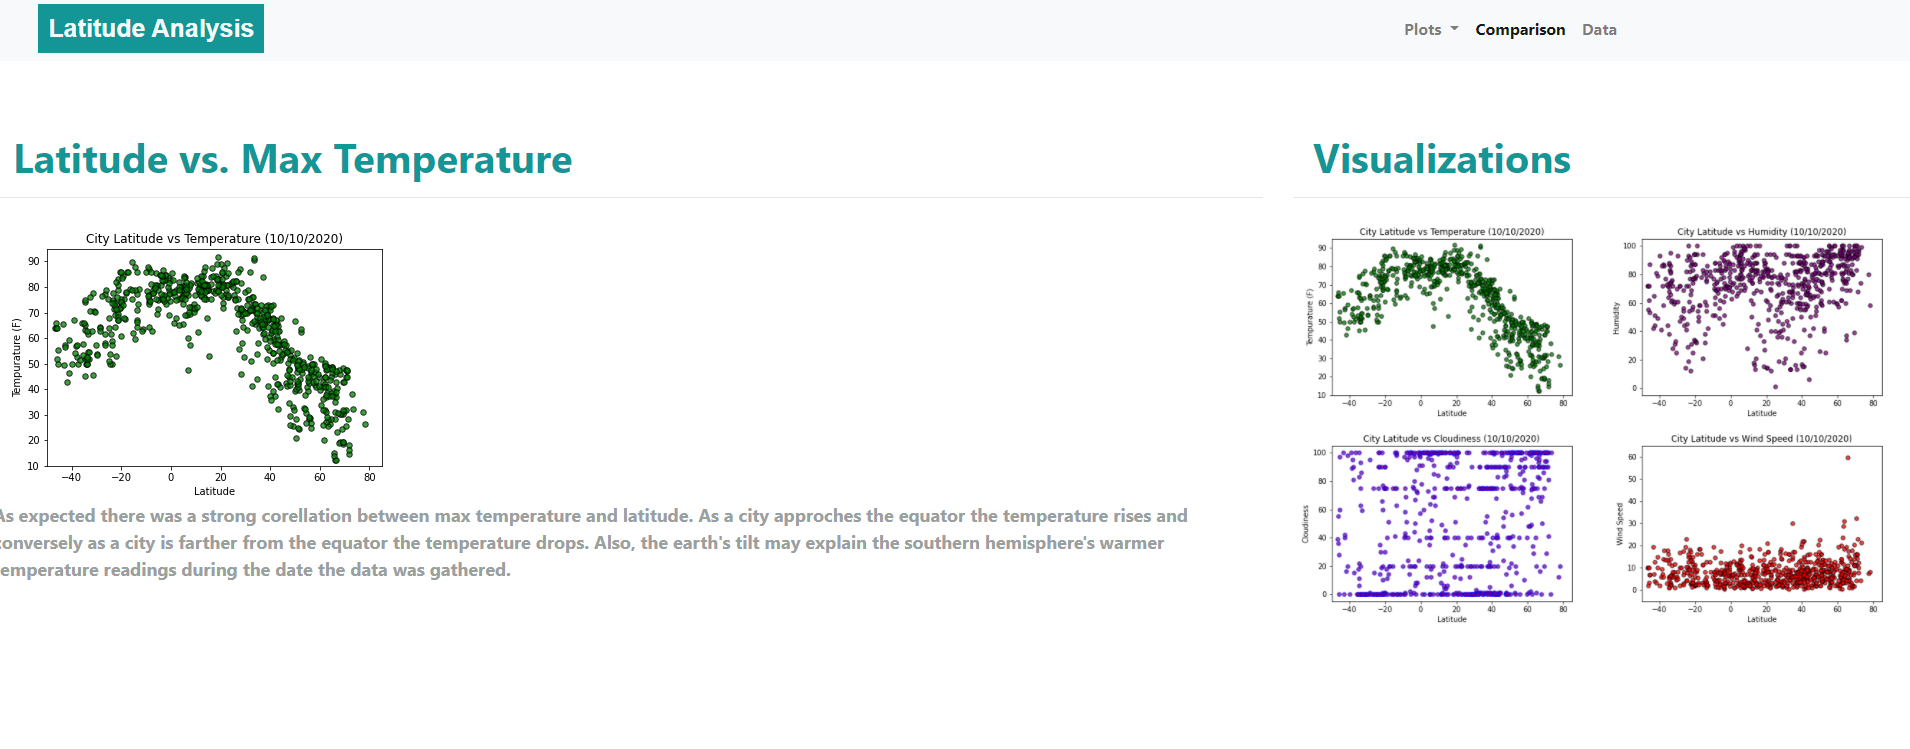 Latitude Analysis
Plots Comparison Data
Latitude vs. Max Temperature
City Latitude vs Temperature (10/10/2020)
90
80
70
60
50
40
30
20
10
Tempurature (F)
−40 −20 0 20 40 60 80
Latitude
As expected there was a strong corellation between max temperature and latitude. As a city approches the equator the temperature rises and
conversely as a city is farther from the equator the temperature drops. Also, the earth's tilt may explain the southern hemisphere's warmer
emperature readings during the date the data was gathered.
Visualizations
City Latitude vs Temperature (10/10/2020)
90
80
70
60
50
40
30
20
10
Tempurature (F)
−40 −20 0 20 40 60 80
Latitude
City Latitude vs Humidity (10/10/2020)
100
80
60
40
20
0
Humidity
−40 −20 0 20 40 60 80
Latitude
City Latitude vs Cloudiness (10/10/2020)
100
80
60
40
20
0
Cloudiness
−40 −20 0 20 40 60 80
Latitude
City Latitude vs Wind Speed (10/10/2020)
60
50
40
30
20
10
0
Wind Speed
−40 −20 0 20 40 60 80
Latitude